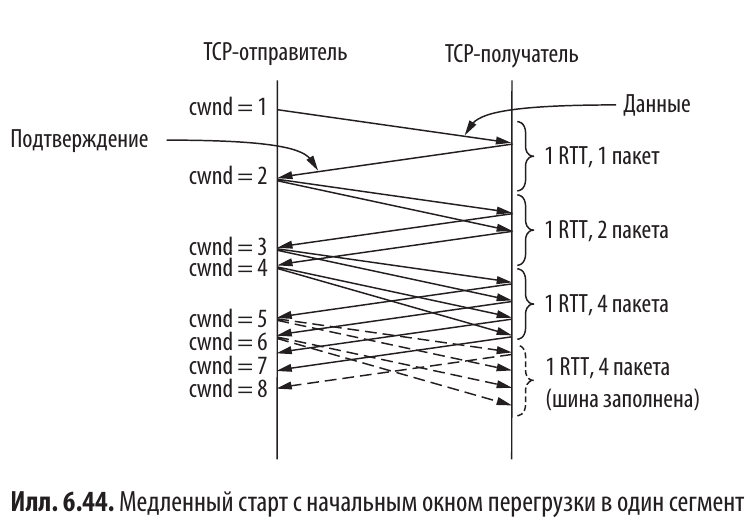 TCP-отправитель
TCP-получатель
cwnd = 1
Данные
Подтверждение
1 RTT, 1 пакет
cwnd = 2
1 RTT, 2 пакета
cwnd = 3
cwnd = 4
1 RTT, 4 пакета
cwnd = 5
cwnd = 6
cwnd = 7
1 RTT, 4 пакета
cwnd = 8
(шина заполнена)
Илл. 6.44. Медленный старт с начальным окном перегрузки в один сегмент